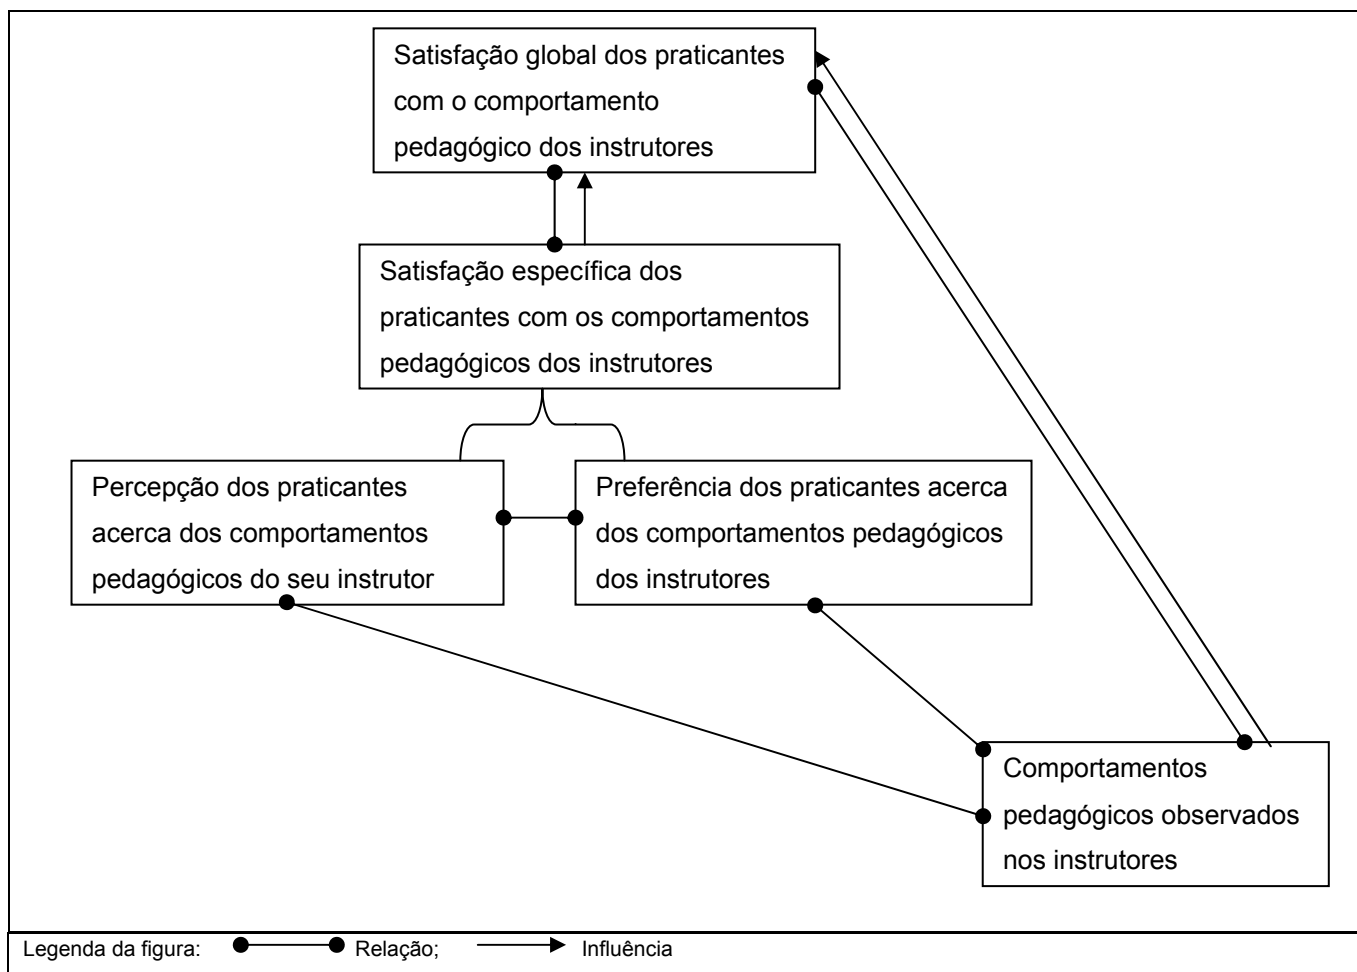 Satisfação global dos praticantes
com o comportamento
pedagógico dos instrutores
Satisfação específica dos
praticantes com os comportamentos
pedagógicos dos instrutores
Percepção dos praticantes
acerca dos comportamentos
pedagógicos do seu instrutor
Preferência dos praticantes acerca
dos comportamentos pedagógicos
dos instrutores
Comportamentos
pedagógicos observados
nos instrutores
Legenda da figura: Relação; Influência